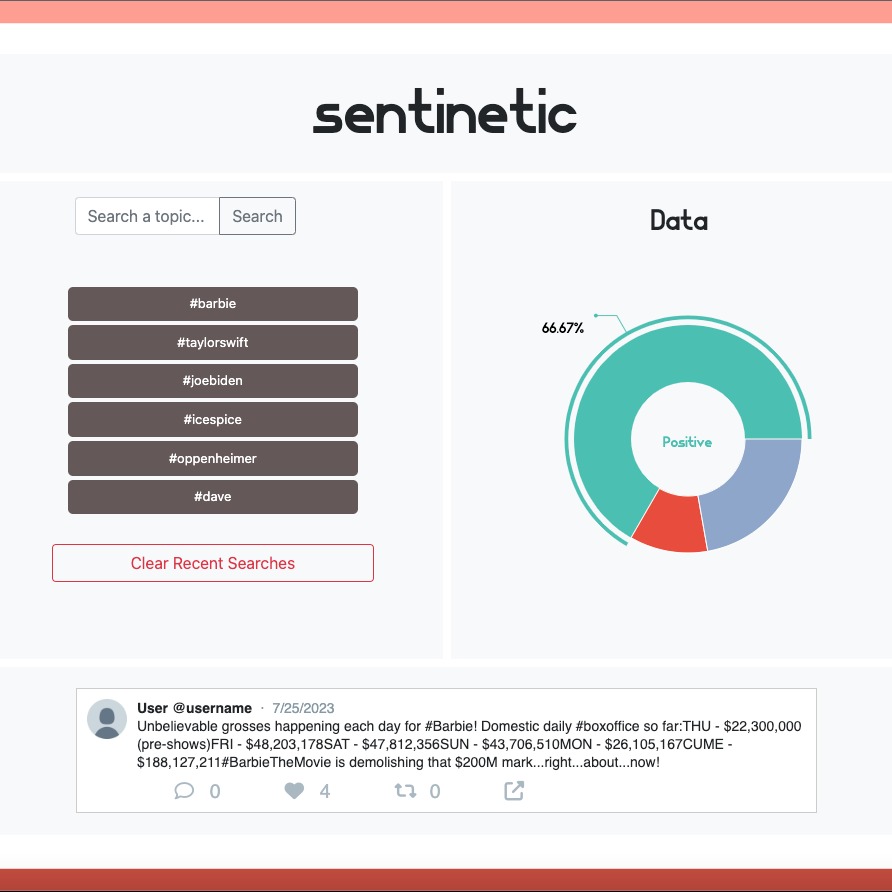 sentinetic
Search a topic... Search
#barbie
#taylorswift
#joebiden
#icespice
#oppenheimer
#dave
Clear Recent Searches
Data
66.67%
Positive
User @username · 7/25/2023
Unbelievable grosses happening each day for #Barbie! Domestic daily #boxoffice so far:THU - $22,300,000
(pre-shows)FRI - $48,203,178SAT - $47,812,356SUN - $43,706,510MON - $26,105,167CUME -
$188,127,211#BarbieTheMovie is demolishing that $200M mark...right...about...now!
0 4 0